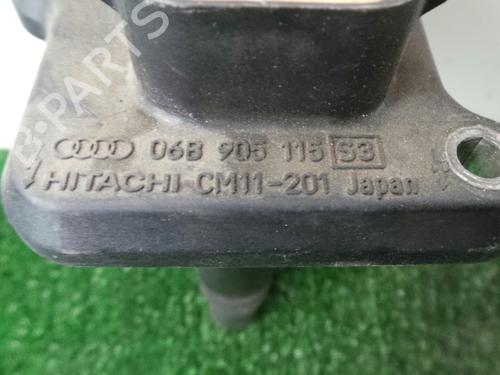 B-PARTS
06B 905 115 S3
HITACHI CM11-201 Japan